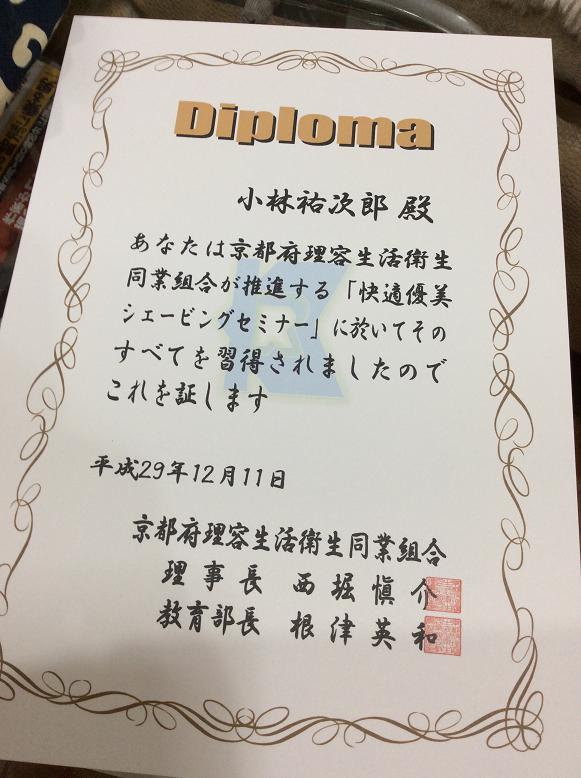 Diploma
小林祐次郎 殿
あなたは京都府理容生活衛生
同業組合が推進する「快適優美
シェービングセミナー」に於いてその
すべてを習得されましたので
これを証します
平成29年12月11日
京都府理容生活衛生同業組合
理事長 西堀慎介
教育部長 根津英和